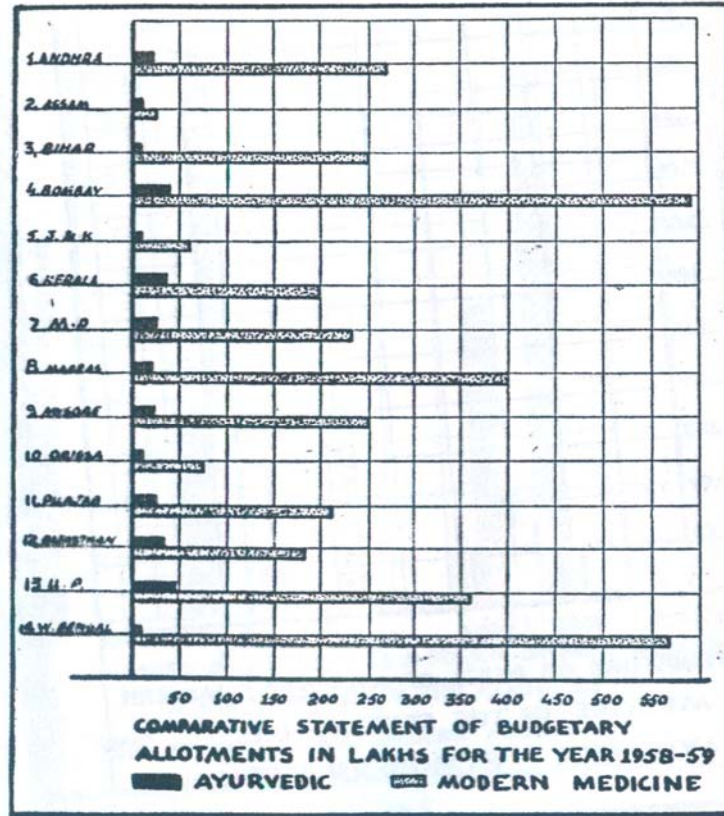 1. ANDHRA
2. ASSAM
3. BIHAR
4. BOMBAY
5. J & K
6. KERALA
7. M.P
8. MADRAS
9. MYSORE
10 ORISSA
11. PUNJAB
12. RAJASTHAN
13 U. P.
14 W. BENGAL
50 100 150 200 250 300 350 400 450 500 550
COMPARATIVE STATEMENT OF BUDGETARY
ALLOTMENTS IN LAKHS FOR THE YEAR 1958-59
AYURVEDIC MODERN MEDICINE